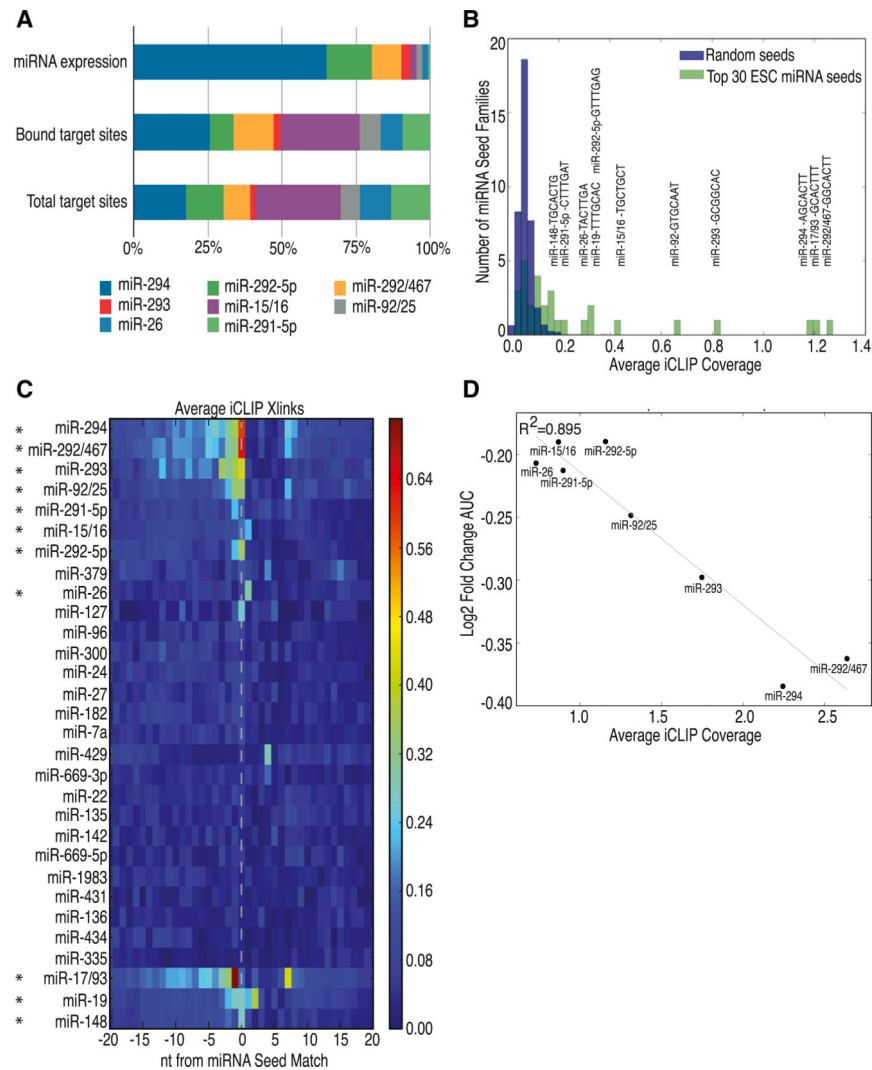 A
miRNA expression
Bound target sites
Total target sites
0% 25% 50% 75% 100%
miR-294 miR-292-5p miR-292/467
miR-293 miR-15/16 miR-92/25
miR-26 miR-291-5p
B
20
15
10
5
0
Number of miRNA Seed Families
Random seeds
Top 30 ESC miRNA seeds
miR-148-TGCACTG
miR-291-5p -CTTTGAT
miR-26-TACTTGA
miR-19-TTTGCAC
miR-292-5p-GTTTGAG
miR-15/16 -TGCTGCT
miR-92-GTGCAAT
miR-293 -GCGGCAC
miR-294 -AGCACTT
miR-17/93 -GCACTTT
miR-292/467-GGCACTT
0.0 0.2 0.4 0.6 0.8 1.0 1.2 1.4
Average iCLIP Coverage
C
Average iCLIP Xlinks
* miR-294
* miR-292/467
* miR-293
* miR-92/25
* miR-291-5p
* miR-15/16
* miR-292-5p
miR-379
* miR-26
miR-127
miR-96
miR-300
miR-24
miR-27
miR-182
miR-7a
miR-429
miR-669-3p
miR-22
miR-135
miR-142
miR-669-5p
miR-1983
miR-431
miR-136
miR-434
miR-335
* miR-17/93
* miR-19
* miR-148
-20 -15 -10 -5 0 5 10 15 20
nt from miRNA Seed Match
0.64
0.56
0.48
0.40
0.32
0.24
0.16
0.08
0.00
D
R2=0.895
miR-15/16
miR-292-5p
miR-26
miR-291-5p
miR-92/25
miR-293
miR-292/467
miR-294
-0.20
-0.25
-0.30
-0.35
-0.40
Log2 Fold Change AUC
1.0 1.5 2.0 2.5
Average iCLIP Coverage